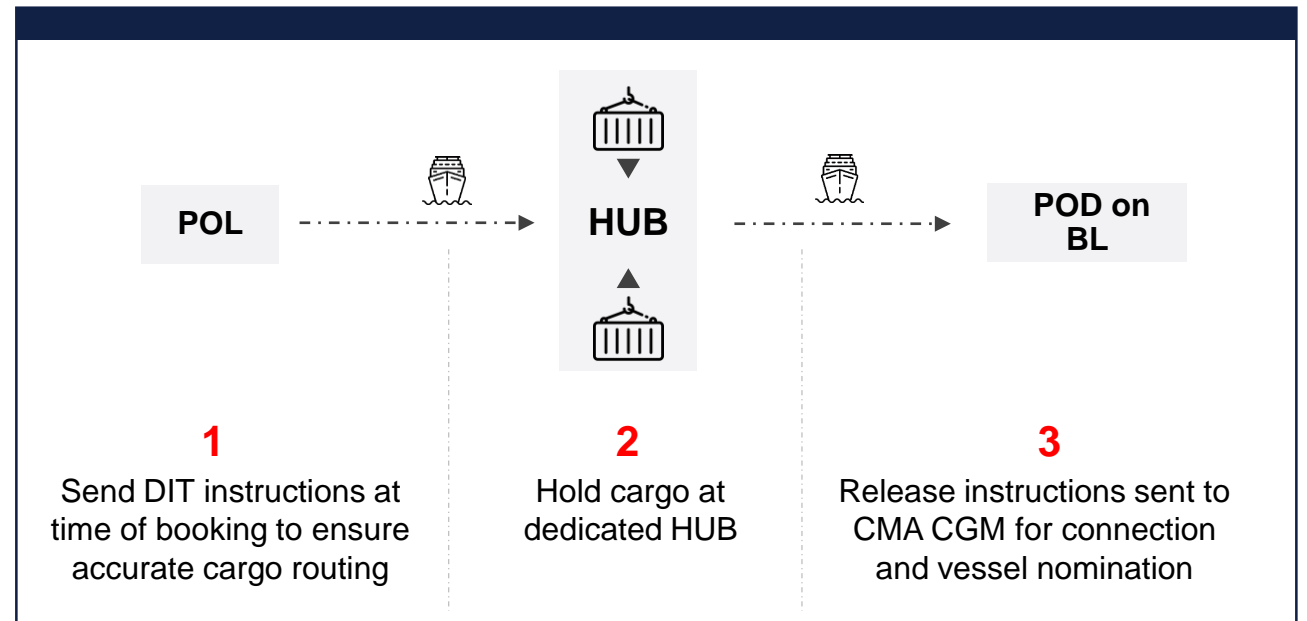 POL
HUB
POD on
BL
1
Send DIT instructions at
time of booking to ensure
accurate cargo routing
2
Hold cargo at
dedicated HUB
3
Release instructions sent to
CMA CGM for connection
and vessel nomination